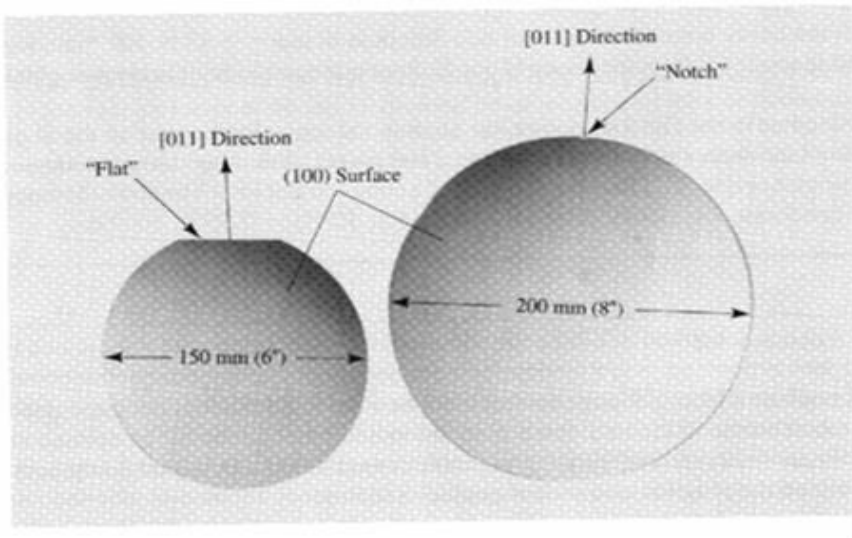 [011] Direction
"Notch"
[011] Direction
"Flat"
(100) Surface
200 mm (8")
150 mm (6")